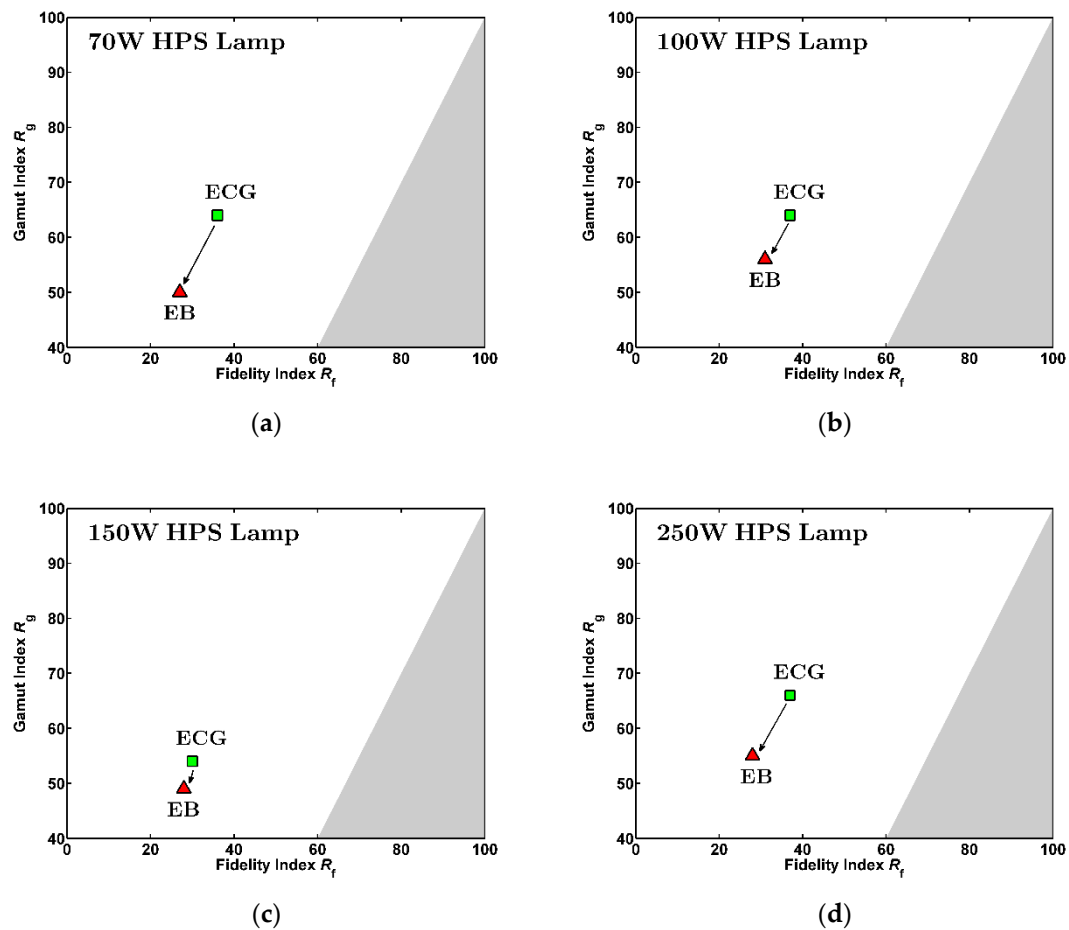 70W HPS Lamp
100
90
80
70
60
50
40
Gamut Index Rg
ECG
EB
0 20 40 60 80 100
Fidelity Index Rf
(a)
100W HPS Lamp
100
90
80
70
60
50
40
Gamut Index Rg
ECG
EB
0 20 40 60 80 100
Fidelity Index Rf
(b)
150W HPS Lamp
100
90
80
70
60
50
40
Gamut Index Rg
ECG
EB
0 20 40 60 80 100
Fidelity Index Rf
(c)
250W HPS Lamp
100
90
80
70
60
50
40
Gamut Index Rg
ECG
EB
0 20 40 60 80 100
Fidelity Index Rf
(d)